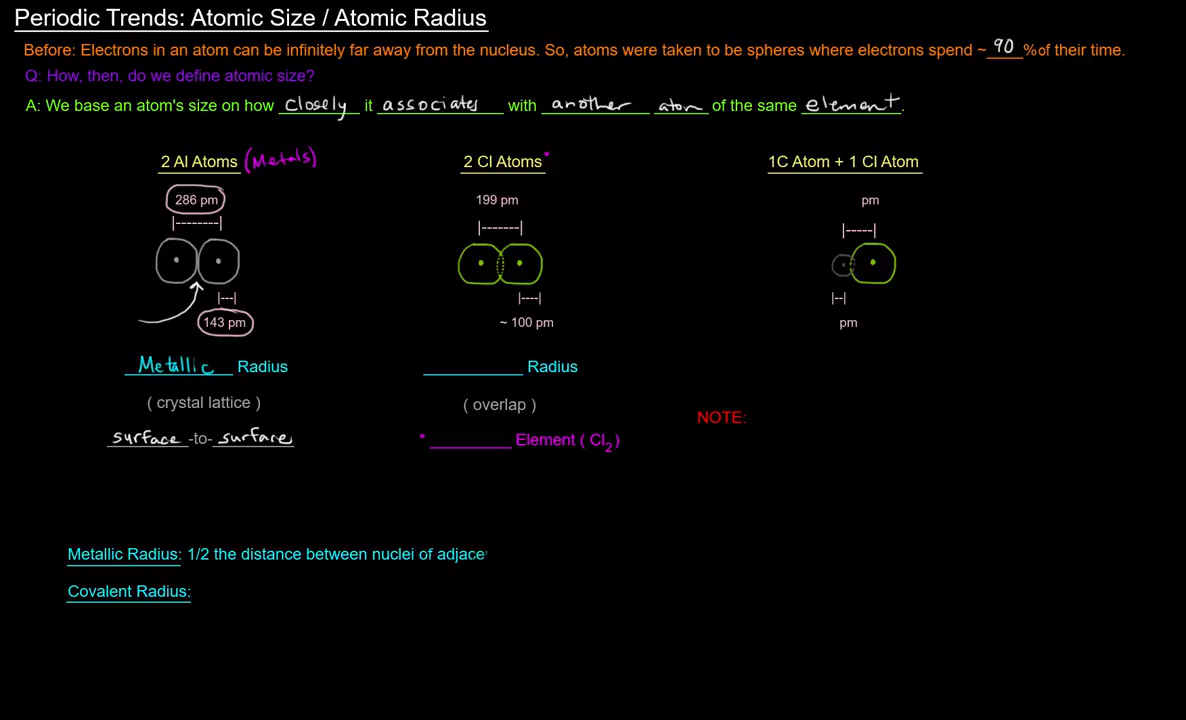 Periodic Trends: Atomic Size / Atomic Radius
Before: Electrons in an atom can be infinitely far away from the nucleus. So, atoms were taken to be spheres where electrons spend ~ 90 % of their time.
Q: How, then, do we define atomic size?
A: We base an atom's size on how closely it associates with another atom of the same element.
2 Al Atoms (Metals) 2 Cl Atoms* 1C Atom + 1 Cl Atom
286 pm 199 pm pm
|--------| |-------| |-----|
|---| |----| |--|
143 pm ~ 100 pm pm
Metallic Radius ________ Radius
( crystal lattice ) ( overlap )
NOTE:
surface -to- surface * ________ Element ( Cl2 )
Metallic Radius: 1/2 the distance between nuclei of adjace
Covalent Radius: